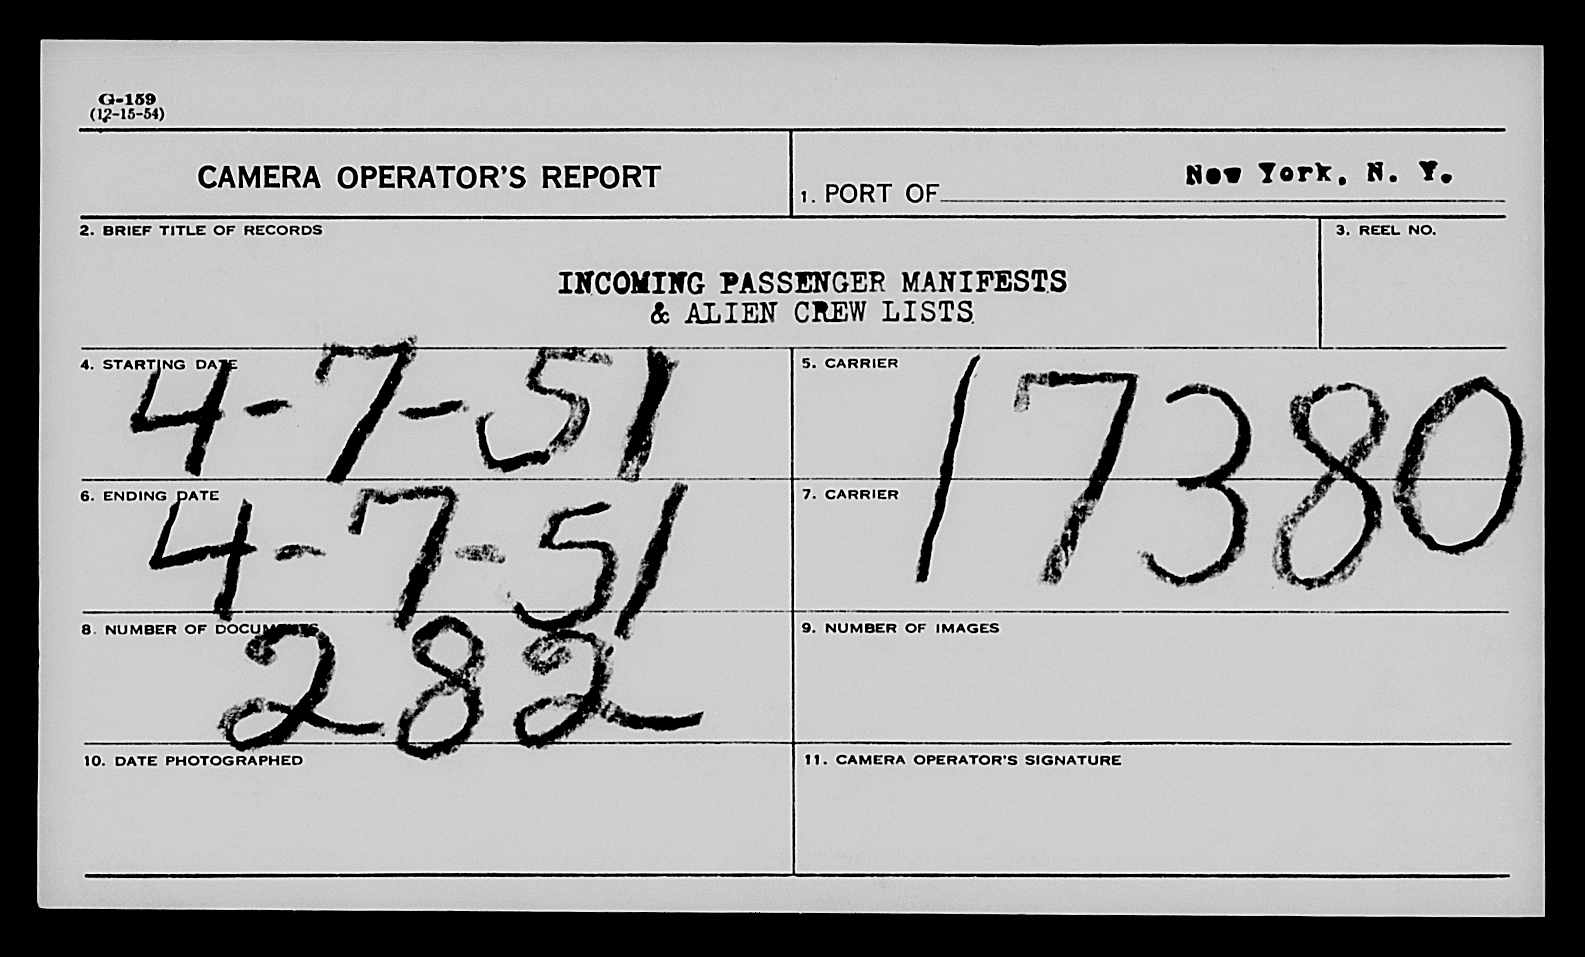 G-159
(12-15-54)
CAMERA OPERATOR'S REPORT
1. PORT OF New York, N. Y.
2. BRIEF TITLE OF RECORDS
3. REEL NO.
INCOMING PASSENGER MANIFESTS
& ALIEN CREW LISTS
4. STARTING DATE
4-7-51
5. CARRIER
17380
6. ENDING DATE
4-7-51
7. CARRIER
8. NUMBER OF DOCUMENTS
282
9. NUMBER OF IMAGES
10. DATE PHOTOGRAPHED
11. CAMERA OPERATOR'S SIGNATURE